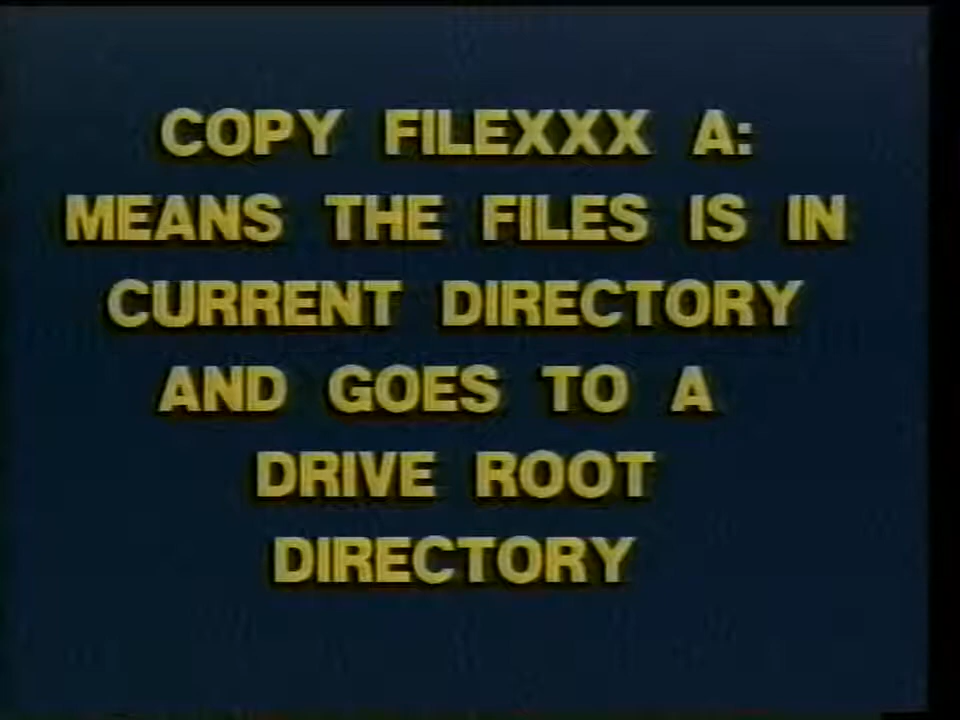 COPY FILEXXX A:
MEANS THE FILES IS IN
CURRENT DIRECTORY
AND GOES TO A
DRIVE ROOT
DIRECTORY